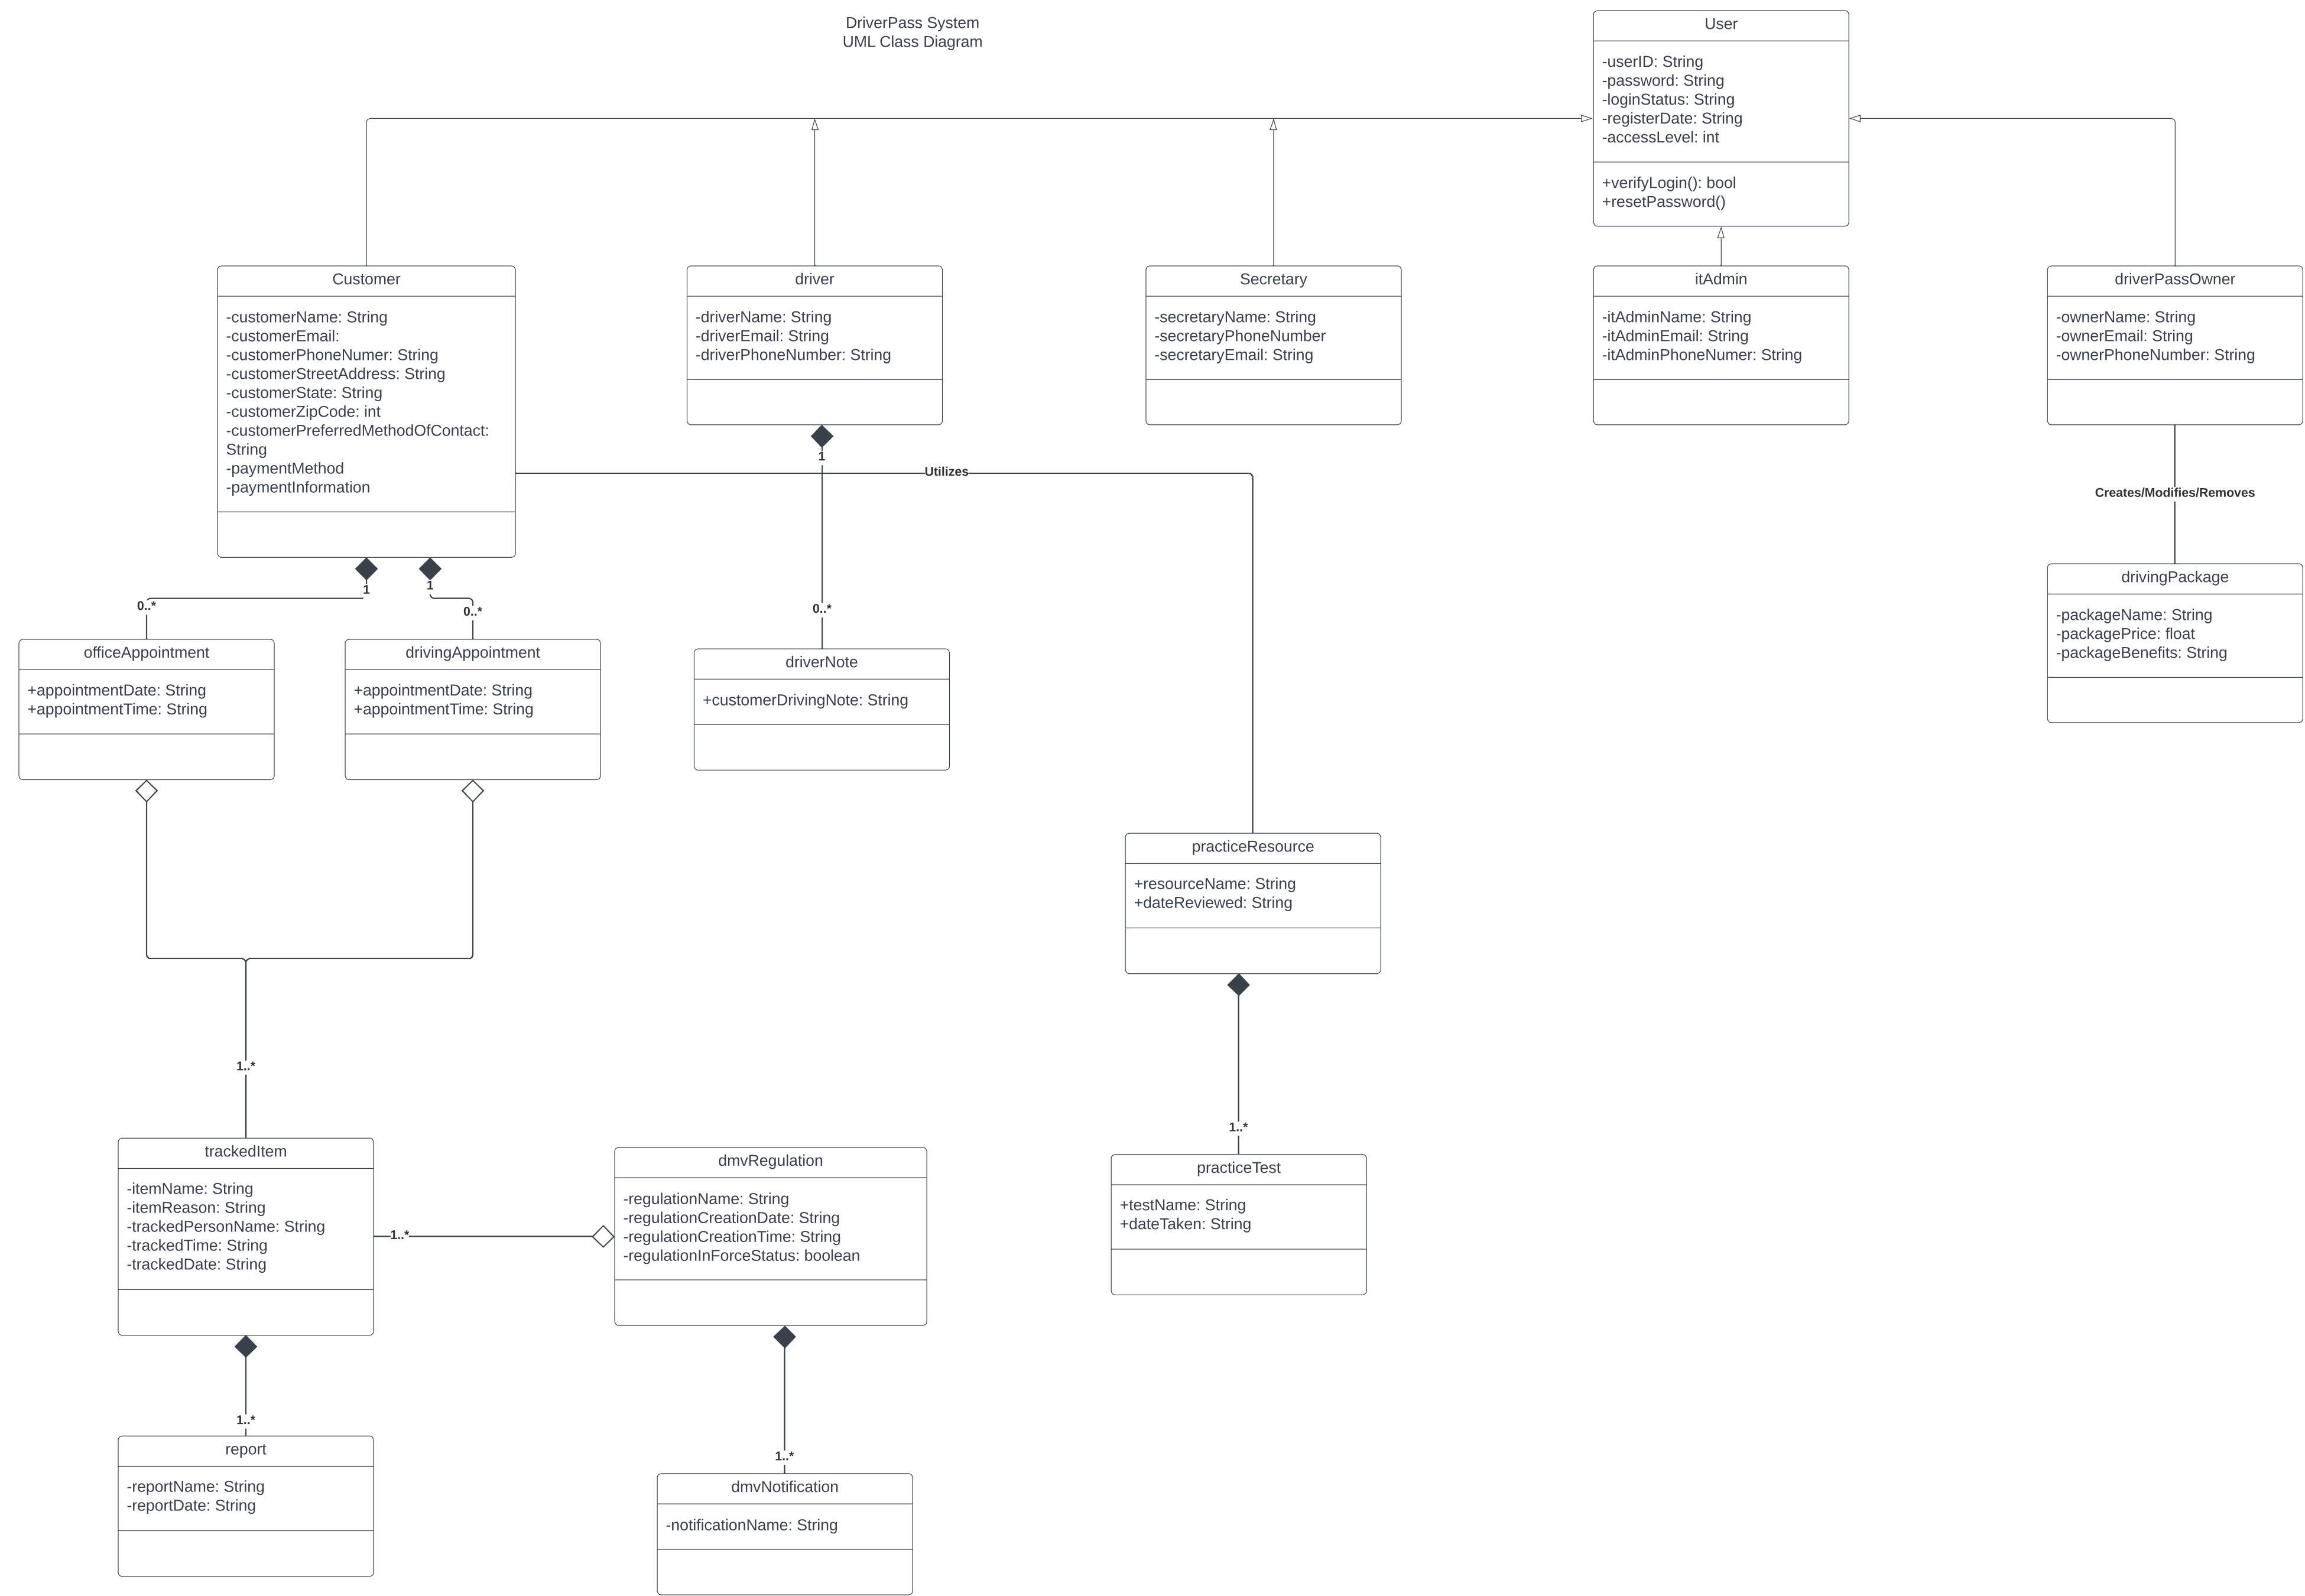 DriverPass System
UML Class Diagram
User
-userID: String
-password: String
-loginStatus: String
-registerDate: String
-accessLevel: int
+verifyLogin(): bool
+resetPassword()
Customer
-customerName: String
-customerEmail:
-customerPhoneNumer: String
-customerStreetAddress: String
-customerState: String
-customerZipCode: int
-customerPreferredMethodOfContact:
String
-paymentMethod
-paymentInformation
driver
-driverName: String
-driverEmail: String
-driverPhoneNumber: String
Secretary
-secretaryName: String
-secretaryPhoneNumber
-secretaryEmail: String
itAdmin
-itAdminName: String
-itAdminEmail: String
-itAdminPhoneNumer: String
driverPassOwner
-ownerName: String
-ownerEmail: String
-ownerPhoneNumber: String
1
Utilizes
Creates/Modifies/Removes
1
1
0..*
0..*
0..*
officeAppointment
+appointmentDate: String
+appointmentTime: String
drivingAppointment
+appointmentDate: String
+appointmentTime: String
driverNote
+customerDrivingNote: String
drivingPackage
-packageName: String
-packagePrice: float
-packageBenefits: String
practiceResource
+resourceName: String
+dateReviewed: String
1..*
1..*
trackedItem
-itemName: String
-itemReason: String
-trackedPersonName: String
-trackedTime: String
-trackedDate: String
1..*
dmvRegulation
-regulationName: String
-regulationCreationDate: String
-regulationCreationTime: String
-regulationInForceStatus: boolean
practiceTest
+testName: String
+dateTaken: String
1..*
1..*
report
-reportName: String
-reportDate: String
dmvNotification
-notificationName: String